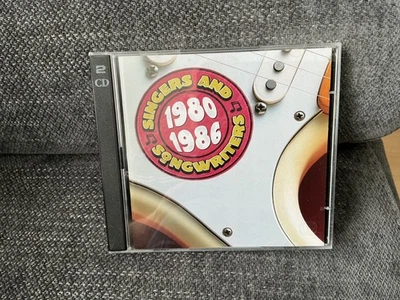 2
CD
SINGERS AND
1980
1986
SONGWRITERS